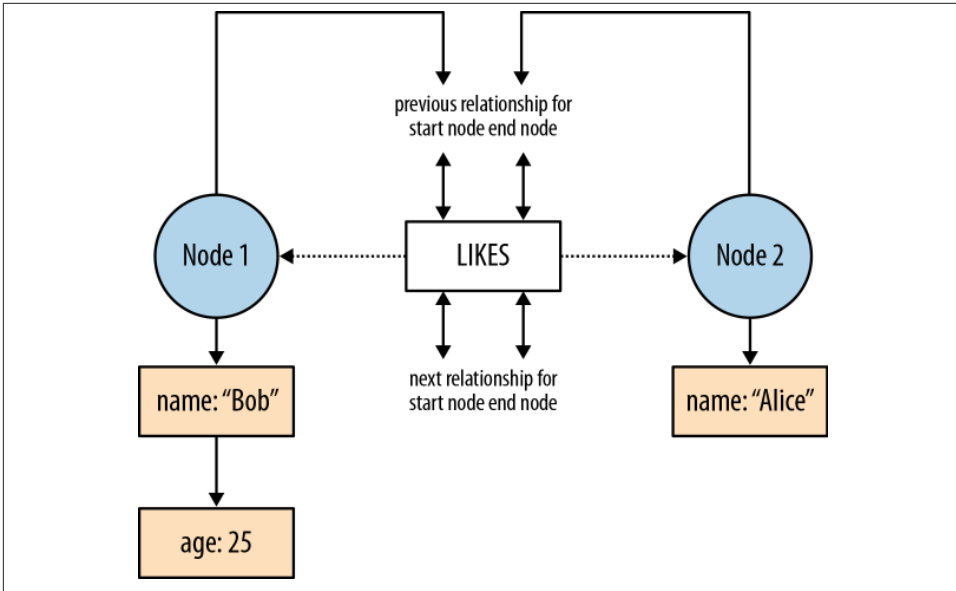 previous relationship for
start node end node
Node 1
LIKES
Node 2
next relationship for
start node end node
name: “Bob”
name: “Alice”
age: 25